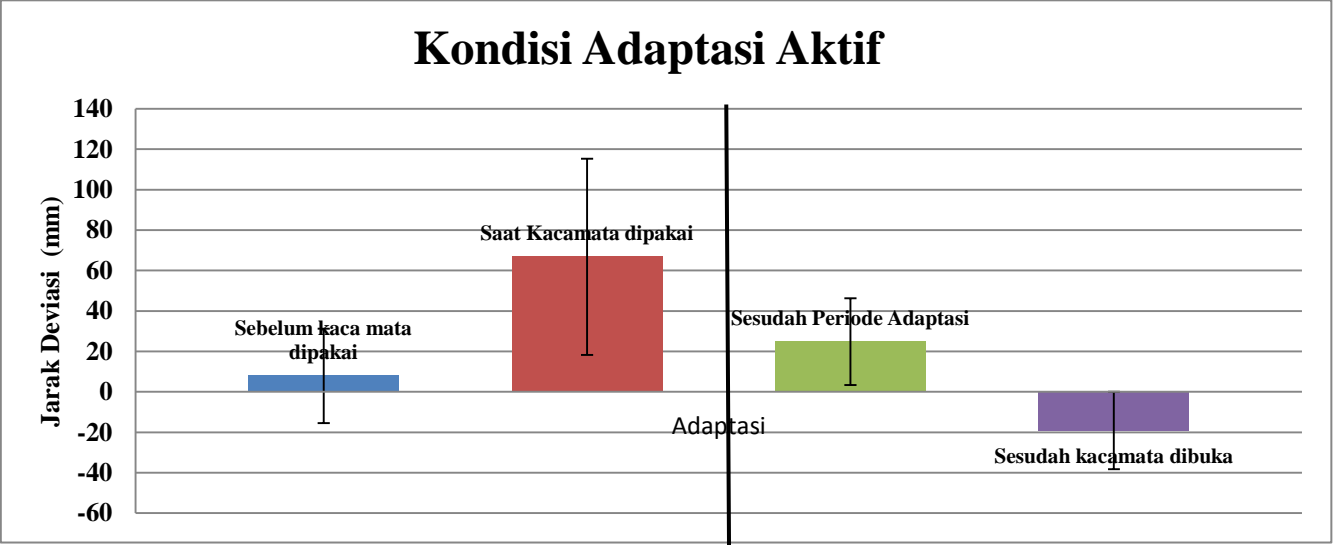 Kondisi Adaptasi Aktif
Jarak Deviasi (mm)
140
120
100
80
60
40
20
0
-20
-40
-60
Sebelum kaca mata
dipakai
Saat Kacamata dipakai
Adaptasi
Sesudah Periode Adaptasi
Sesudah kacamata dibuka